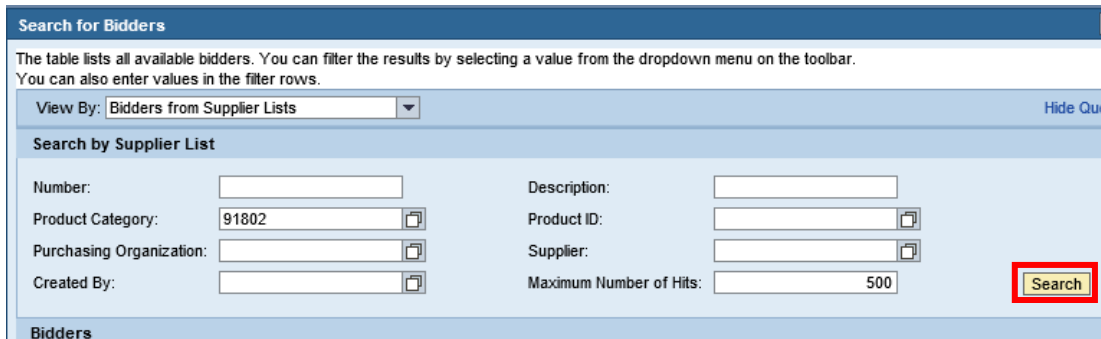 Search for Bidders
The table lists all available bidders. You can filter the results by selecting a value from the dropdown menu on the toolbar.
You can also enter values in the filter rows.
View By: Bidders from Supplier Lists Hide
Search by Supplier List
Number: Description:
Product Category: 91802 Product ID:
Purchasing Organization: Supplier:
Created By: Maximum Number of Hits: 500 Search
Bidders